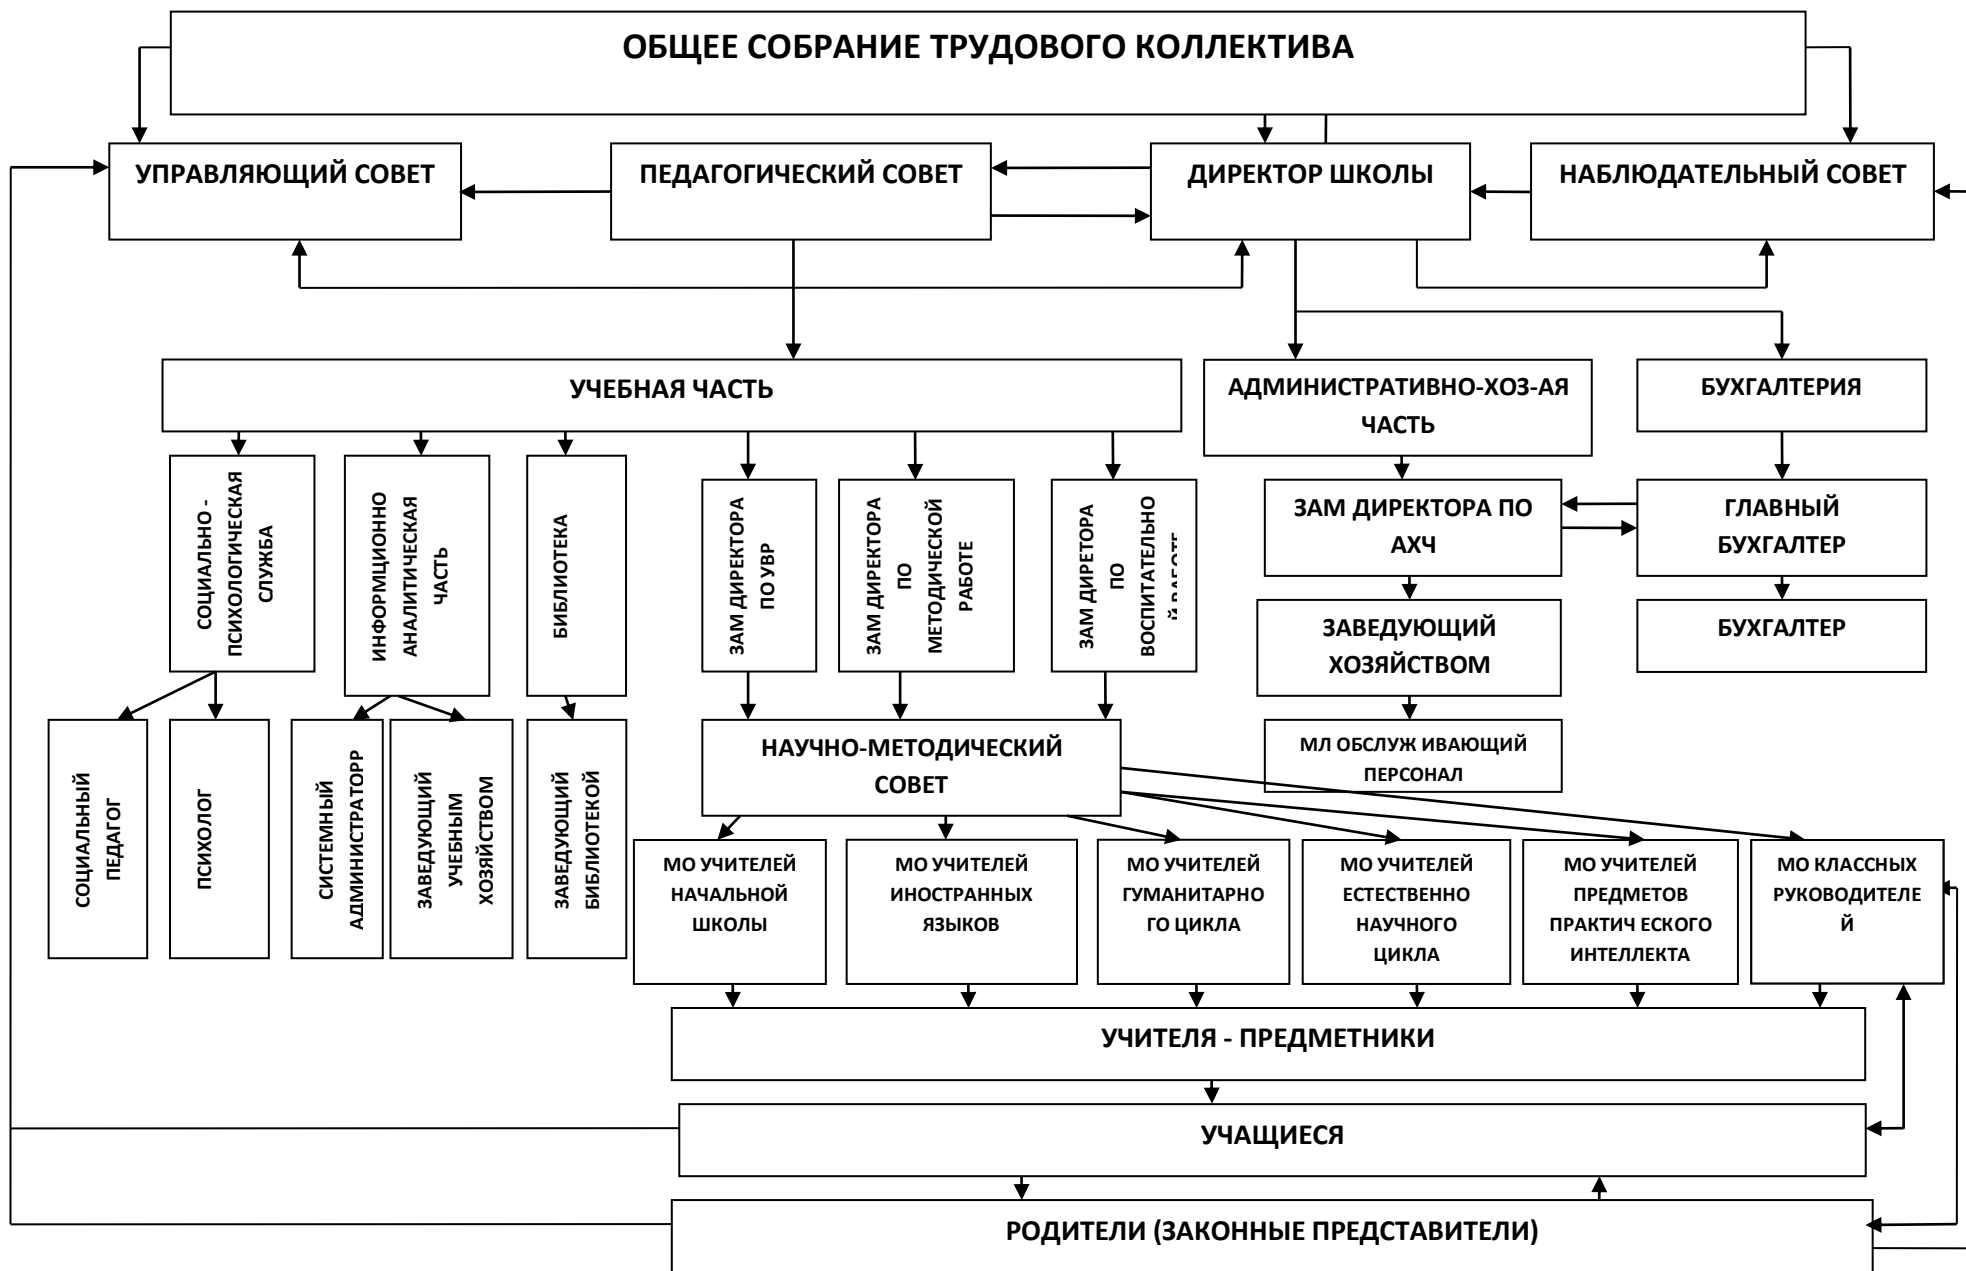 ОБЩЕЕ СОБРАНИЕ ТРУДОВОГО КОЛЛЕКТИВА
УПРАВЛЯЮЩИЙ СОВЕТ
ПЕДАГОГИЧЕСКИЙ СОВЕТ
ДИРЕКТОР ШКОЛЫ
НАБЛЮДАТЕЛЬНЫЙ СОВЕТ
УЧЕБНАЯ ЧАСТЬ
АДМИНИСТРАТИВНО-ХОЗ-АЯ
ЧАСТЬ
БУХГАЛТЕРИЯ
СОЦИАЛЬНО -
ПСИХОЛОГИЧЕСКАЯ
СЛУЖБА
ИНФОРМЦИОННО
АНАЛИТИЧЕСКАЯ
ЧАСТЬ
БИБЛИОТЕКА
ЗАМ ДИРЕКТОРА
ПО УВР
ЗАМ ДИРЕКТОРА
ПО
МЕТОДИЧЕСКОЙ
РАБОТЕ
ЗАМ ДИРЕТОРА
ПО
ВОСПИТАТЕЛЬНО
Й РАБОТЕ
ЗАМ ДИРЕКТОРА ПО
АХЧ
ГЛАВНЫЙ
БУХГАЛТЕР
ЗАВЕДУЮЩИЙ
ХОЗЯЙСТВОМ
БУХГАЛТЕР
СОЦИАЛЬНЫЙ
ПЕДАГОГ
ПСИХОЛОГ
СИСТЕМНЫЙ
АДМИНИСТРАТОРР
ЗАВЕДУЮЩИЙ
УЧЕБНЫМ
ХОЗЯЙСТВОМ
ЗАВЕДУЮЩИЙ
БИБЛИОТЕКОЙ
НАУЧНО-МЕТОДИЧЕСКИЙ
СОВЕТ
МЛ ОБСЛУЖ ИВАЮЩИЙ
ПЕРСОНАЛ
МО УЧИТЕЛЕЙ
НАЧАЛЬНОЙ
ШКОЛЫ
МО УЧИТЕЛЕЙ
ИНОСТРАННЫХ
ЯЗЫКОВ
МО УЧИТЕЛЕЙ
ГУМАНИТАРНО
ГО ЦИКЛА
МО УЧИТЕЛЕЙ
ЕСТЕСТВЕННО
НАУЧНОГО
ЦИКЛА
МО УЧИТЕЛЕЙ
ПРЕДМЕТОВ
ПРАКТИЧ ЕСКОГО
ИНТЕЛЛЕКТА
МО КЛАССНЫХ
РУКОВОДИТЕЛЕ
Й
УЧИТЕЛЯ - ПРЕДМЕТНИКИ
УЧАЩИЕСЯ
РОДИТЕЛИ (ЗАКОННЫЕ ПРЕДСТАВИТЕЛИ)